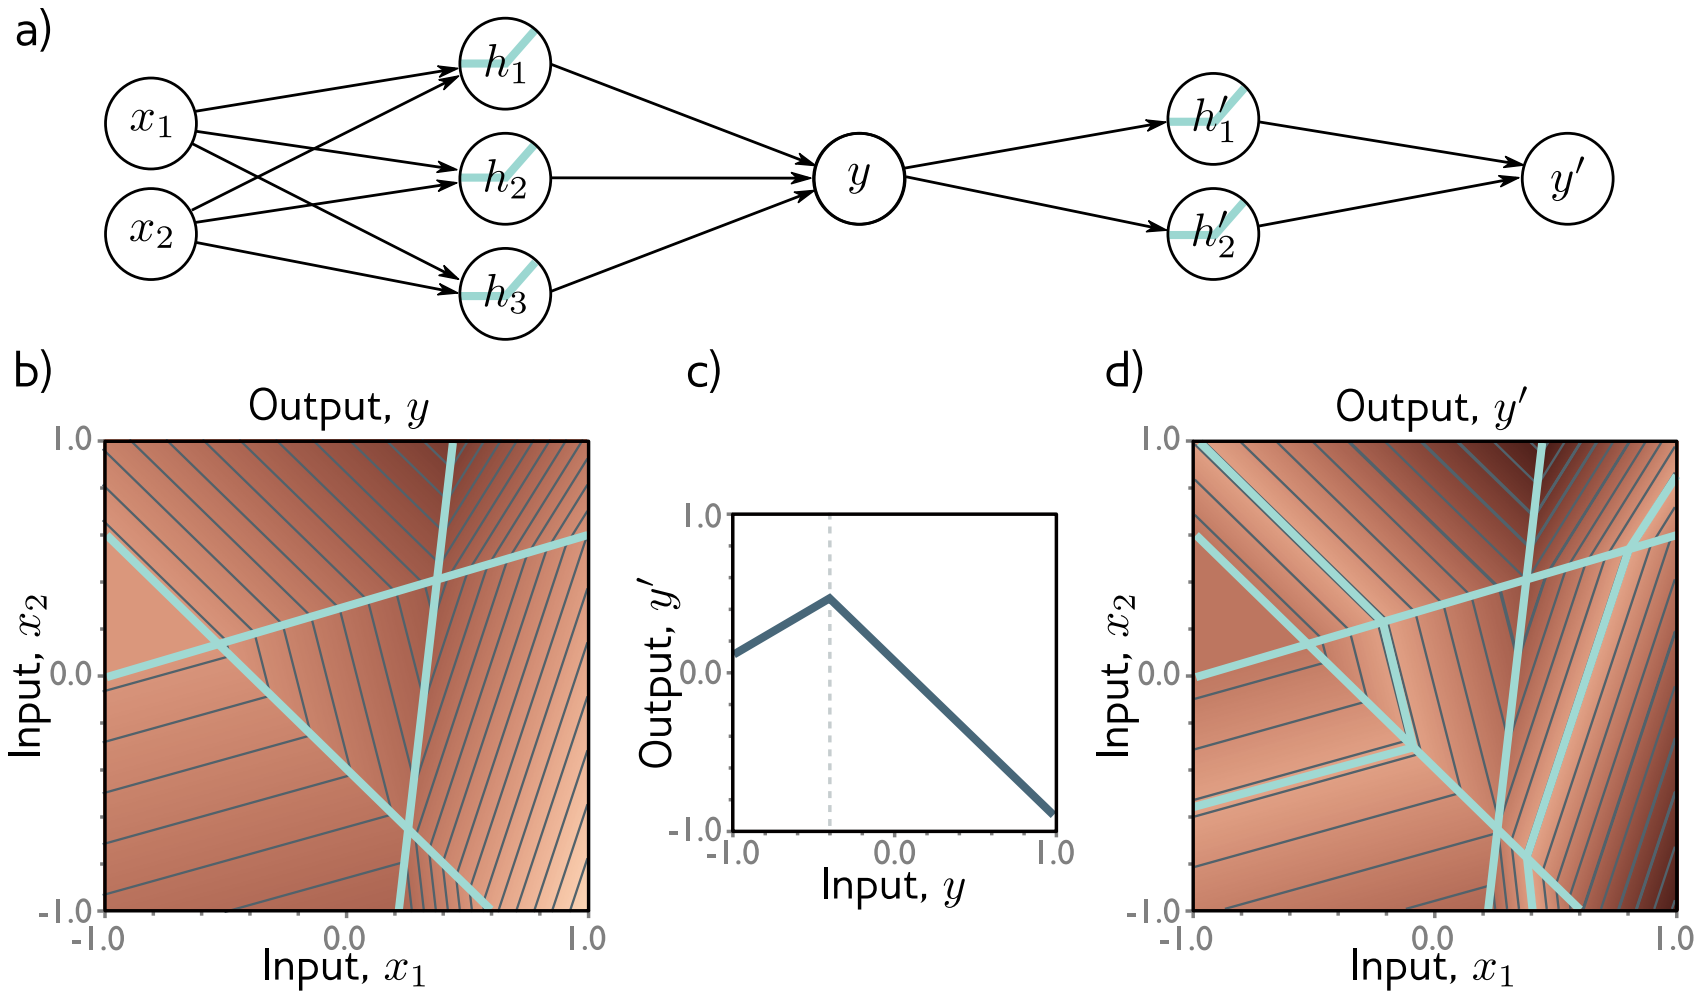 a)
x₁
x₂
h₁
h₂
h₃
y
h′₁
h′₂
y′
b)
Output, y
1.0
0.0
-1.0
Input, x₂
-1.0 0.0 1.0
Input, x₁
c)
1.0
0.0
-1.0
Output, y′
-1.0 0.0 1.0
Input, y
d)
Output, y′
1.0
0.0
-1.0
Input, x₂
-1.0 0.0 1.0
Input, x₁